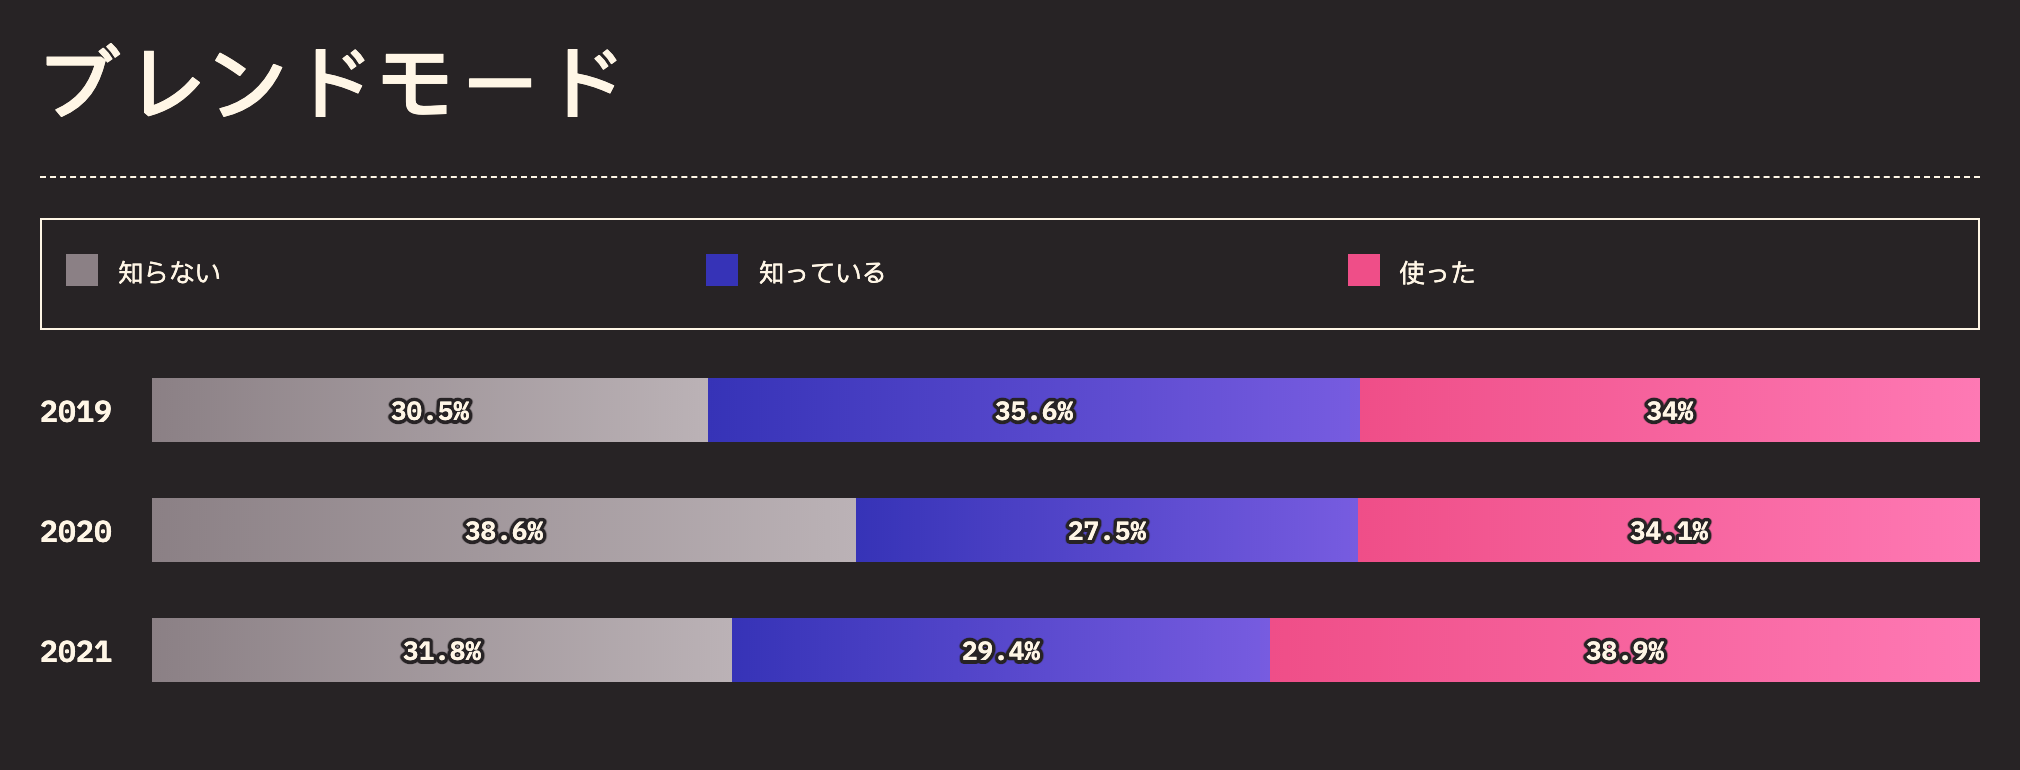 ブレンドモード
知らない 知っている 使った
2019 30.5% 35.6% 34%
2020 38.6% 27.5% 34.1%
2021 31.8% 29.4% 38.9%